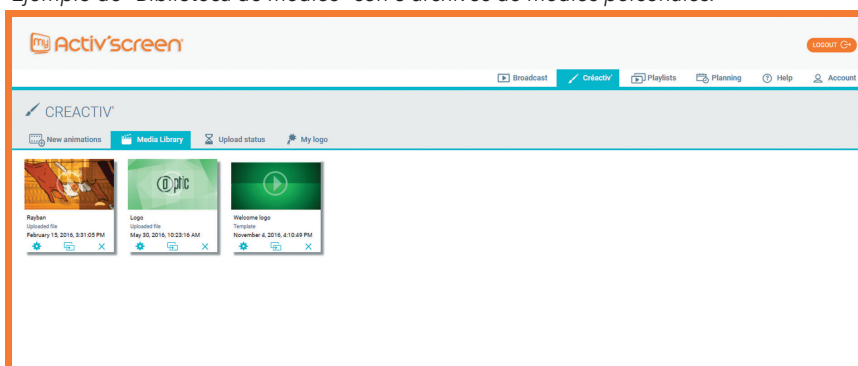 Ejemplo de "Biblioteca de medios" con 3 archivos de medios personales.
my Activ'screen
LOGOUT
Broadcast Créactiv' Playlists Planning Help Account
CREACTIV'
New animations Media Library Upload status My logo
Optic
Rayban Logo Welcome logo
Uploaded file Uploaded file Template
February 15, 2016, 3:31:05 PM May 30, 2016, 10:23:16 AM November 4, 2016, 4:10:49 PM